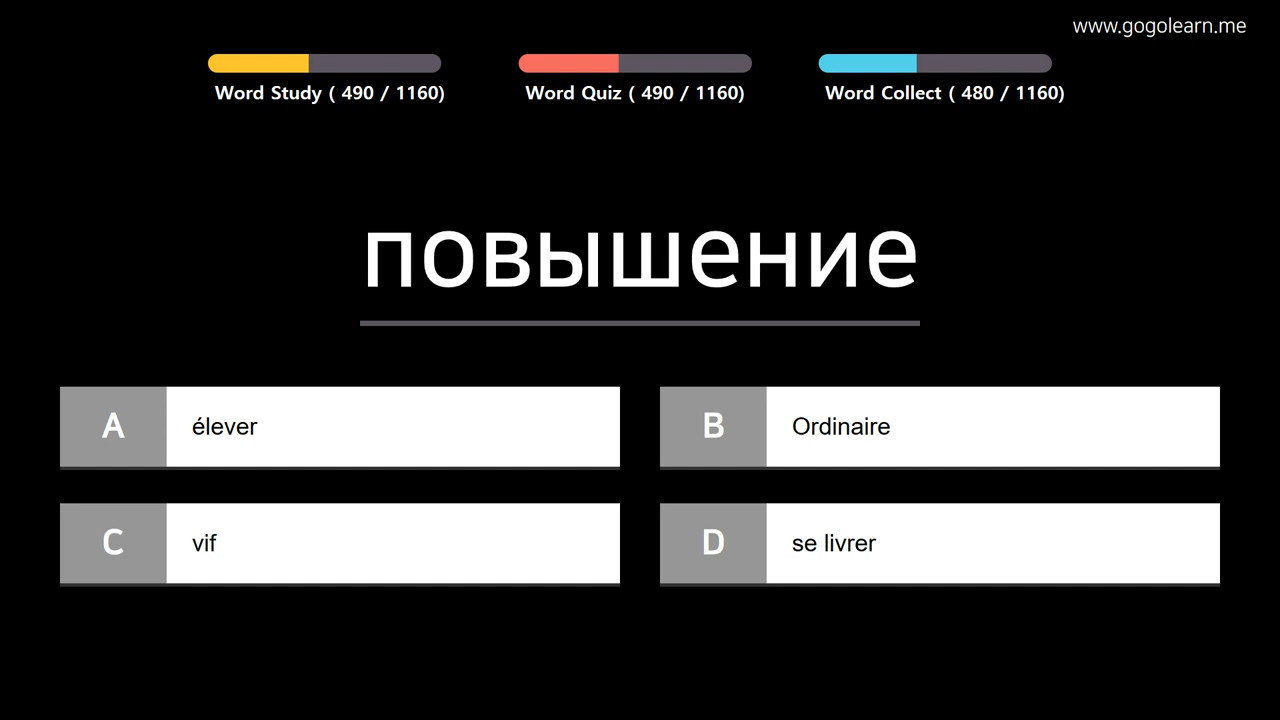 www.gogolearn.me
Word Study ( 490 / 1160)
Word Quiz ( 490 / 1160)
Word Collect ( 480 / 1160)
повышение
A élever
B Ordinaire
C vif
D se livrer